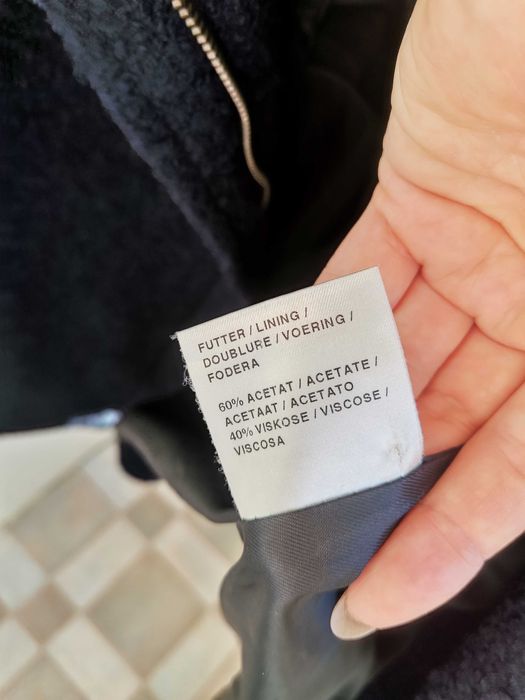 FUTTER / LINING /
DOUBLURE / VOERING /
FODERA
60% ACETAT / ACETATE /
ACETAAT / ACETATO
40% VISKOSE / VISCOSE /
VISCOSA